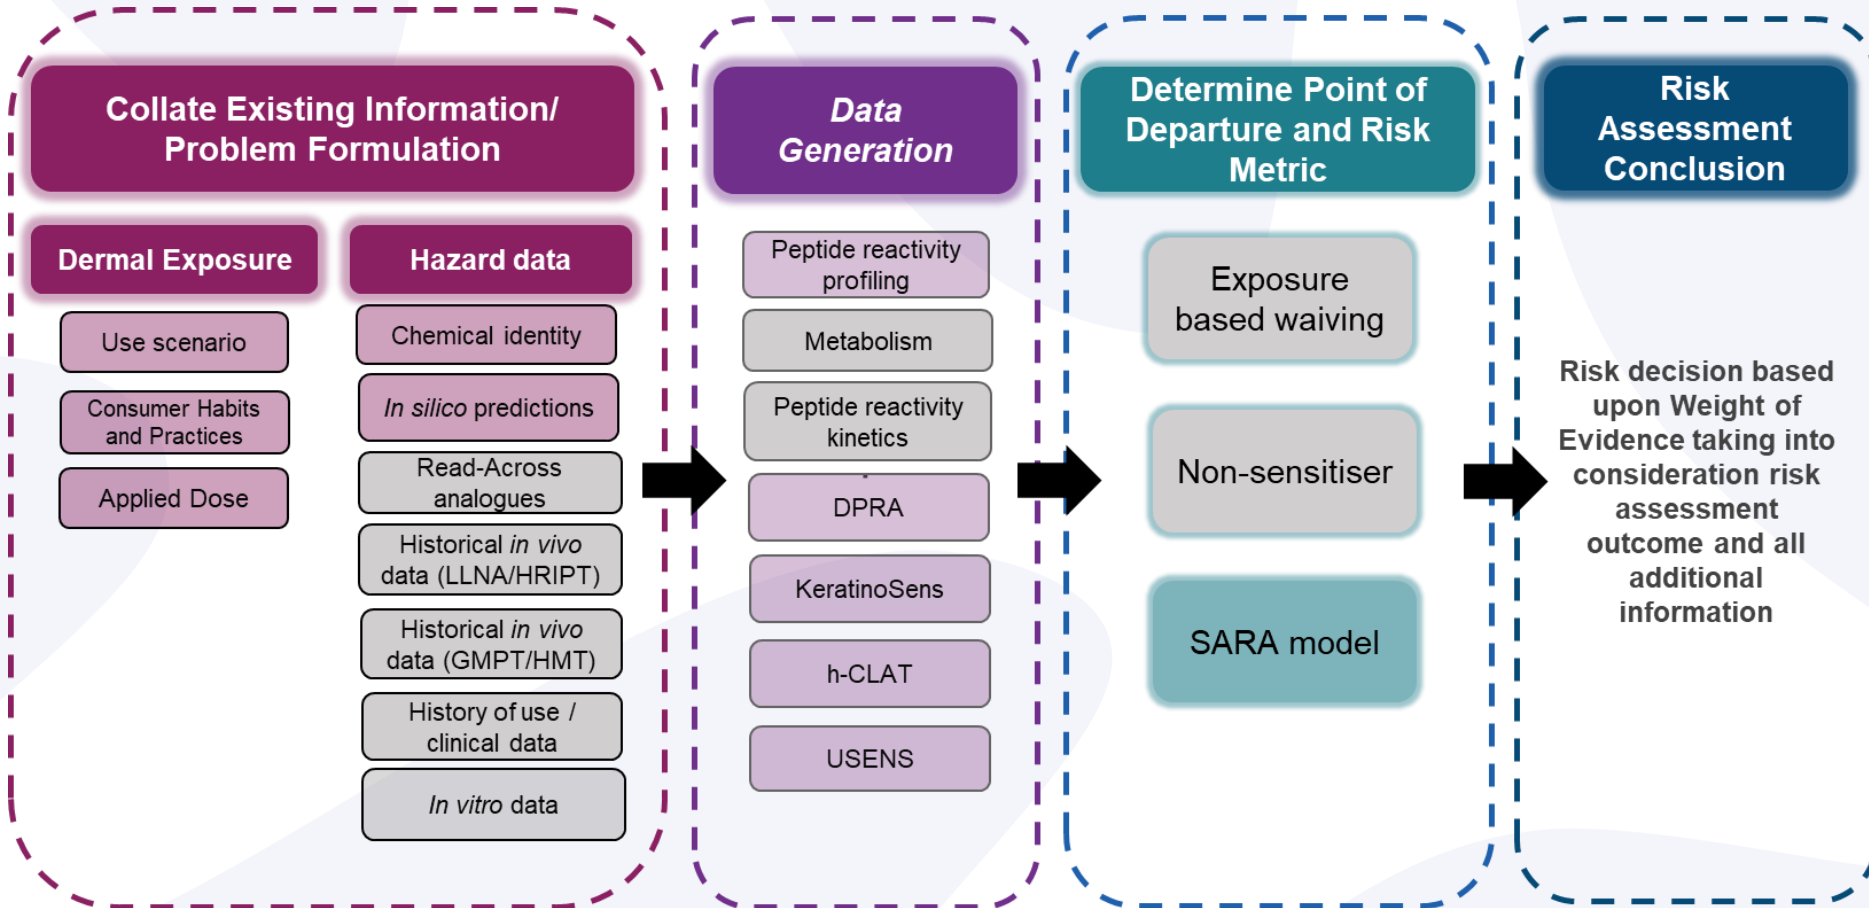 Collate Existing Information/
Problem Formulation
Dermal Exposure
Use scenario
Consumer Habits
and Practices
Applied Dose
Hazard data
Chemical identity
In silico predictions
Read-Across
analogues
Historical in vivo
data (LLNA/HRIPT)
Historical in vivo
data (GMPT/HMT)
History of use /
clinical data
In vitro data
Data
Generation
Peptide reactivity
profiling
Metabolism
Peptide reactivity
kinetics
DPRA
KeratinoSens
h-CLAT
USENS
Determine Point of
Departure and Risk
Metric
Exposure
based waiving
Non-sensitiser
SARA model
Risk
Assessment
Conclusion
Risk decision based
upon Weight of
Evidence taking into
consideration risk
assessment
outcome and all
additional
information